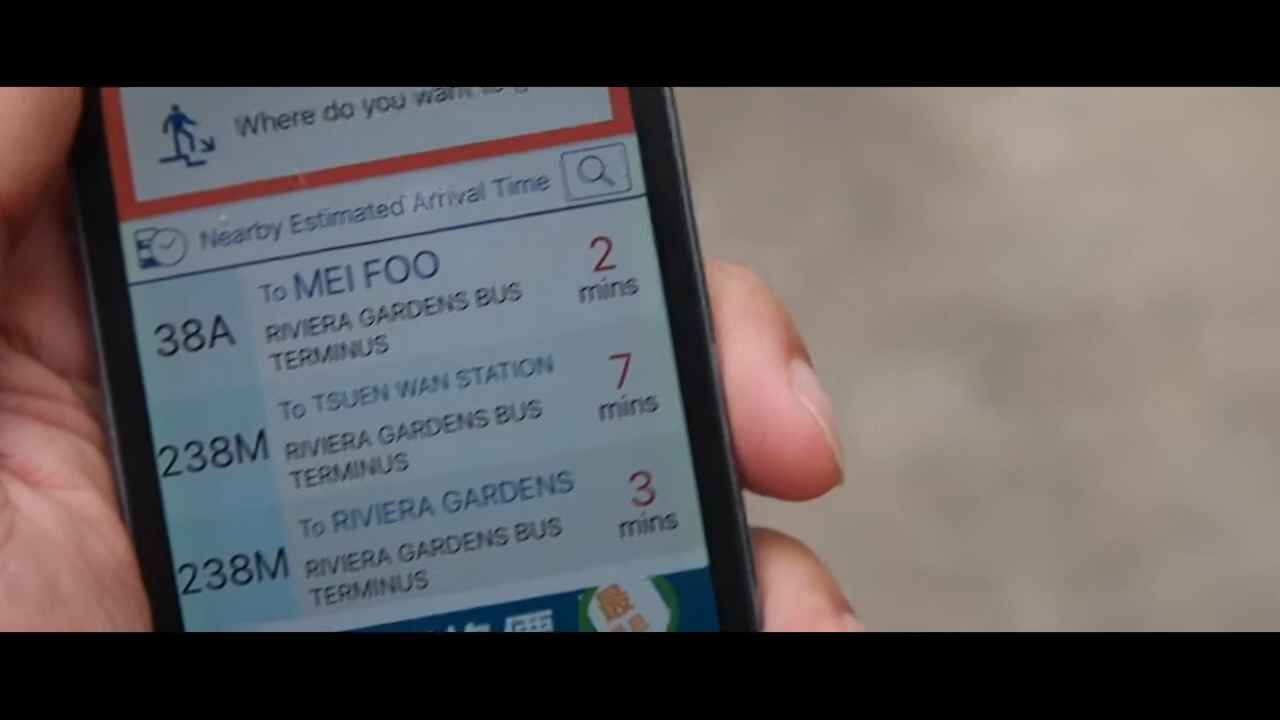 Where do you want to
Nearby Estimated Arrival Time
To MEI FOO
2
38A
RIVIERA GARDENS BUS
mins
TERMINUS
To TSUEN WAN STATION
7
238M
RIVIERA GARDENS BUS
mins
TERMINUS
To RIVIERA GARDENS
3
238M
RIVIERA GARDENS BUS
mins
TERMINUS